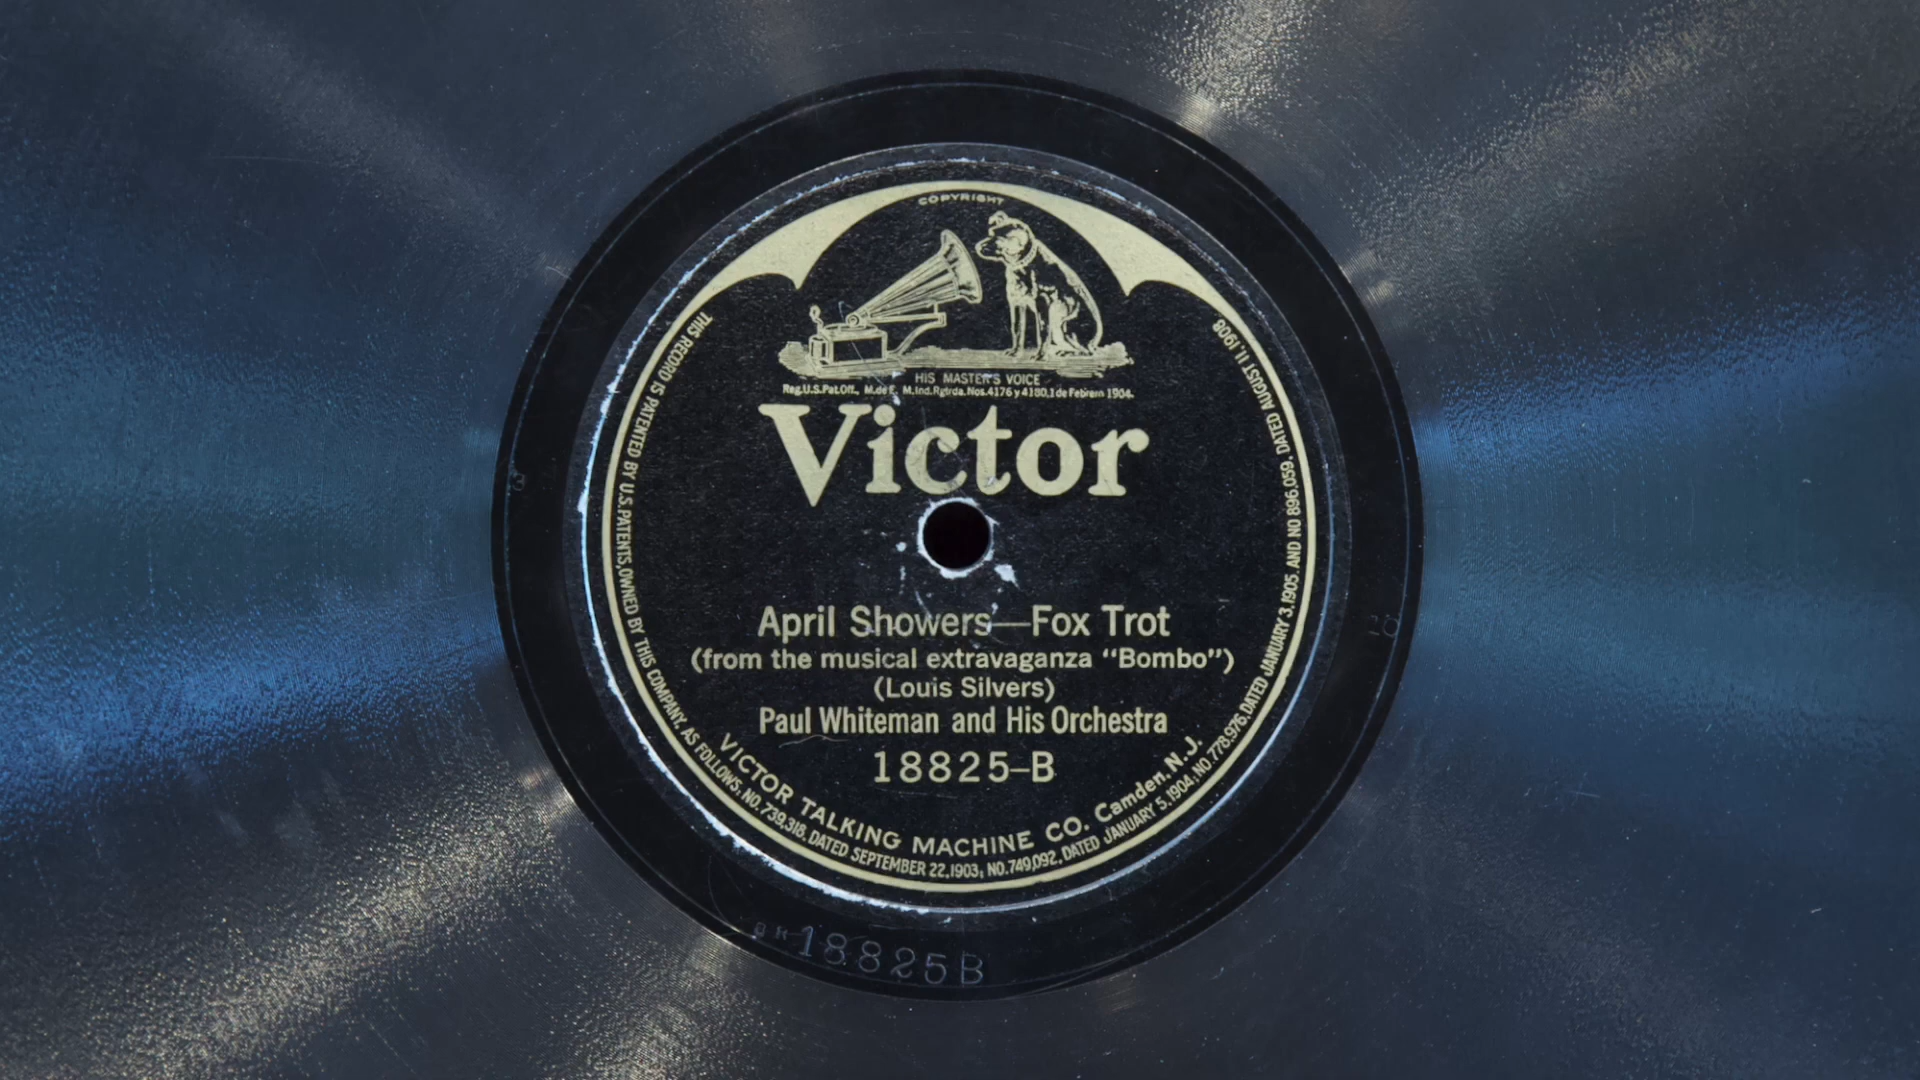 COPYRIGHT
HIS MASTER'S VOICE
Reg.U.S.Pat.Off., M.de E. M.Ind.Rgtrda.Nos.4176 y 4180,1 de Febrero 1904.
Victor
April Showers—Fox Trot
(from the musical extravaganza "Bombo")
(Louis Silvers)
Paul Whiteman and His Orchestra
18825-B
VICTOR TALKING MACHINE CO. Camden, N.J.
THIS RECORD IS PATENTED BY U.S. PATENTS, OWNED BY THIS COMPANY, AS FOLLOWS: NO. 739,318, DATED SEPTEMBER 22, 1903; NO. 749,092, DATED JANUARY 5, 1904, NO. 778,976, DATED JANUARY 3, 1905, AND NO 896,059, DATED AUGUST 11, 1908
18825B
3